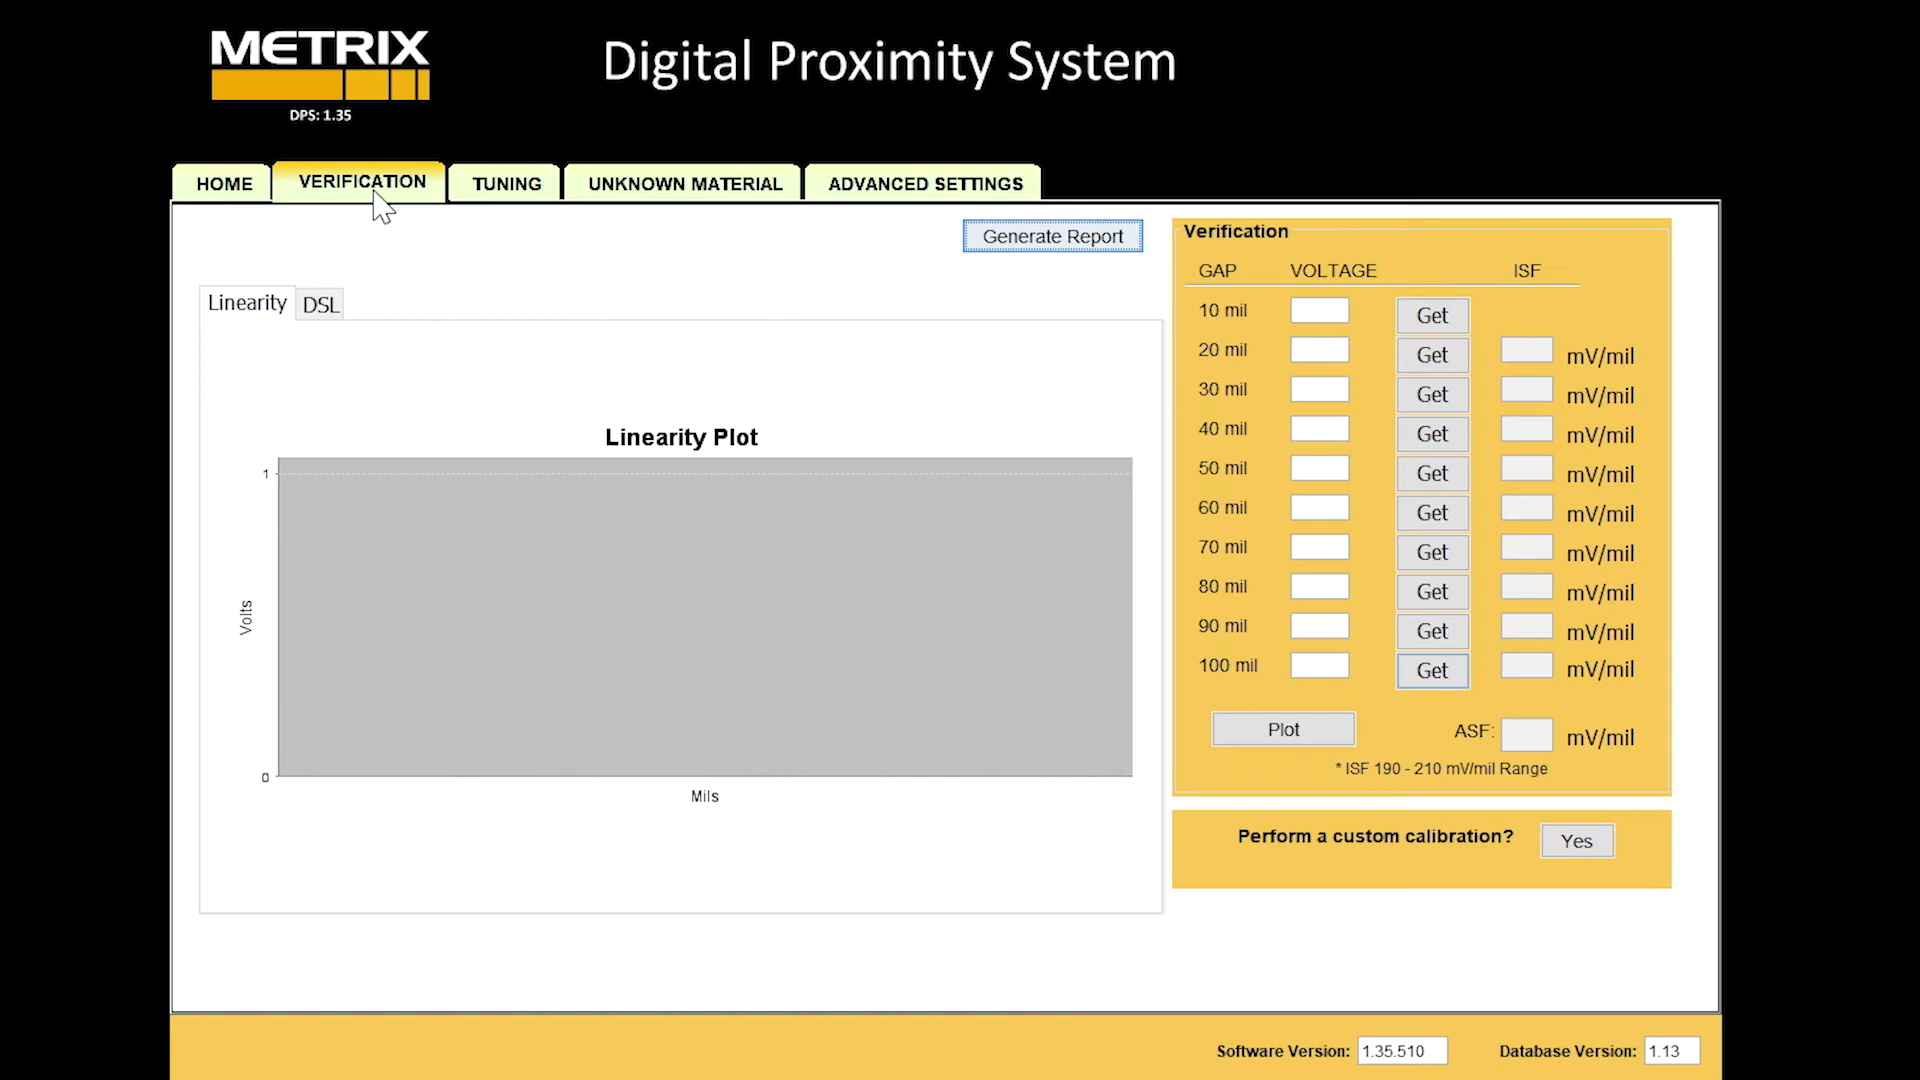 METRIX
DPS: 1.35
Digital Proximity System
HOME
VERIFICATION
TUNING
UNKNOWN MATERIAL
ADVANCED SETTINGS
Generate Report
Linearity
DSL
Linearity Plot
1
Volts
0
Mils
Verification
GAP VOLTAGE ISF
10 mil Get
20 mil Get mV/mil
30 mil Get mV/mil
40 mil Get mV/mil
50 mil Get mV/mil
60 mil Get mV/mil
70 mil Get mV/mil
80 mil Get mV/mil
90 mil Get mV/mil
100 mil Get mV/mil
Plot ASF: mV/mil
* ISF 190 - 210 mV/mil Range
Perform a custom calibration? Yes
Software Version: 1.35.510 Database Version: 1.13